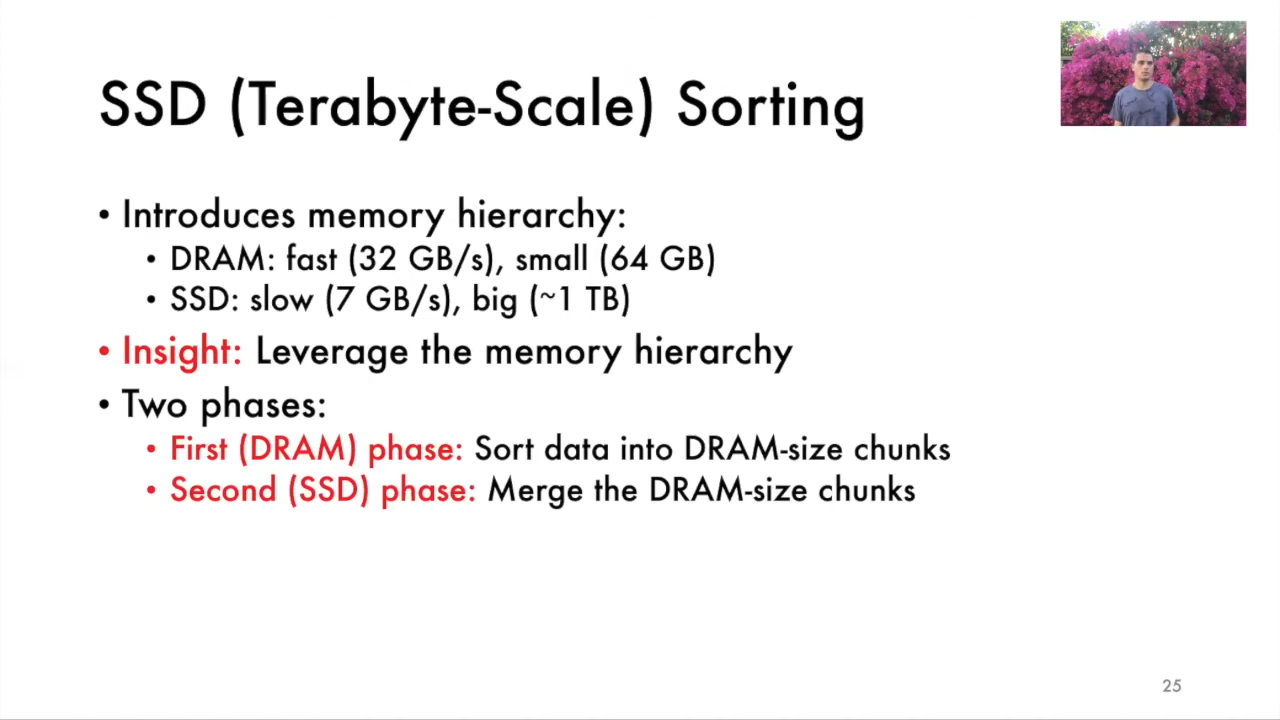 SSD (Terabyte-Scale) Sorting
• Introduces memory hierarchy:
• DRAM: fast (32 GB/s), small (64 GB)
• SSD: slow (7 GB/s), big (~1 TB)
• Insight: Leverage the memory hierarchy
• Two phases:
• First (DRAM) phase: Sort data into DRAM-size chunks
• Second (SSD) phase: Merge the DRAM-size chunks
25